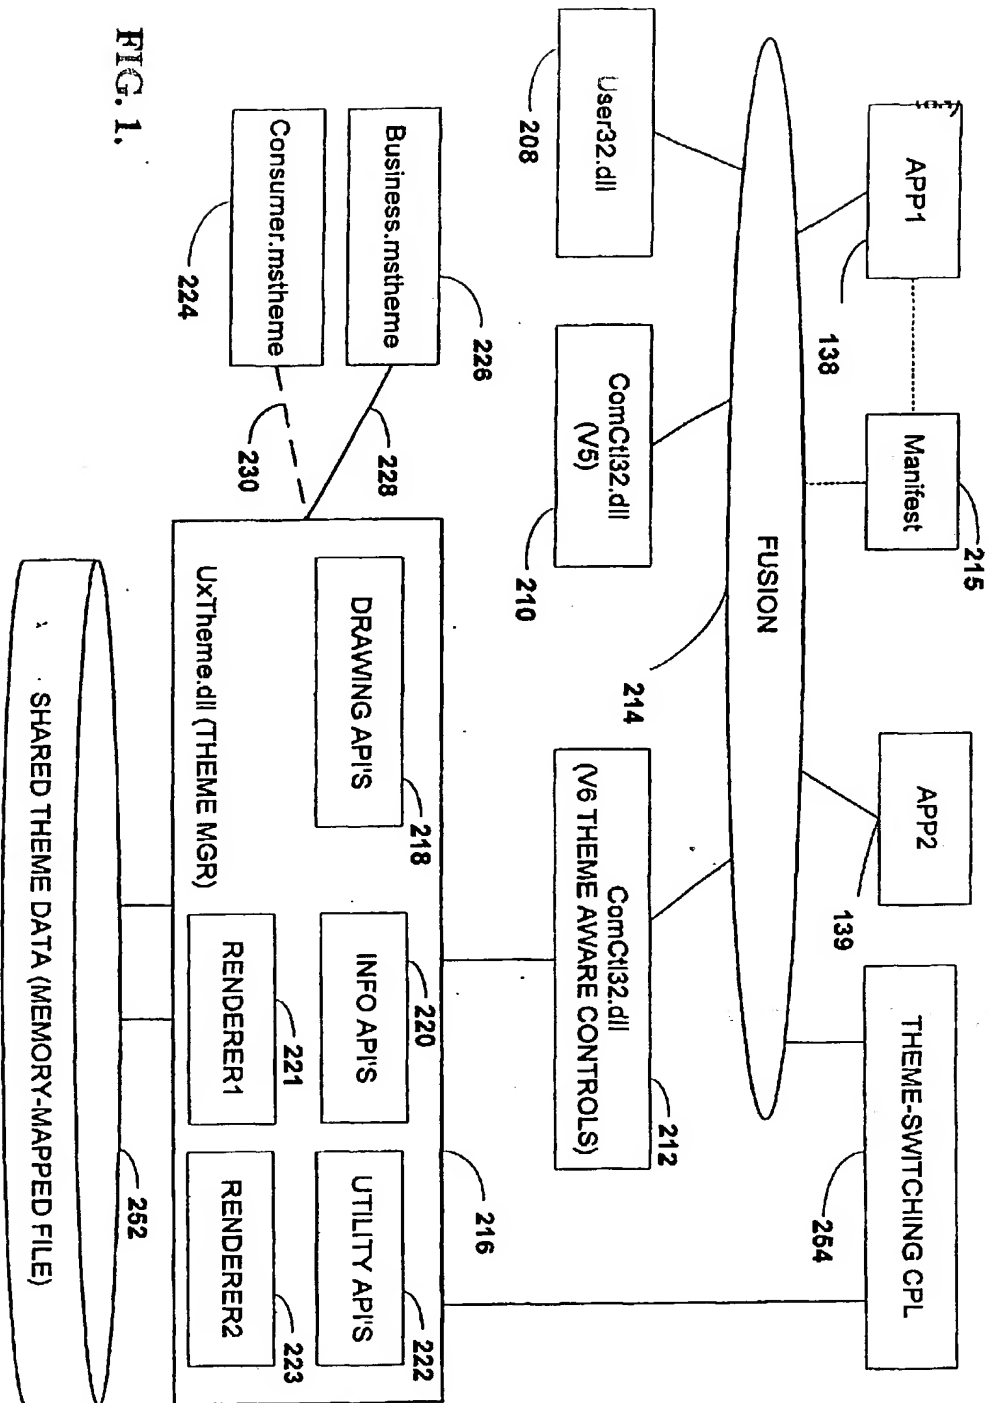 APP1
138
Manifest
215
APP2
139
THEME-SWITCHING CPL
254
FUSION
214
User32.dll
208
ComCtl32.dll
(V5)
210
ComCtl32.dll
(V6 THEME AWARE CONTROLS)
212
Business.mstheme
226
228
Consumer.mstheme
224
230
216
DRAWING API'S
218
INFO API'S
220
UTILITY API'S
222
UxTheme.dll (THEME MGR)
RENDERER1
221
RENDERER2
223
252
SHARED THEME DATA (MEMORY-MAPPED FILE)
FIG. 1.